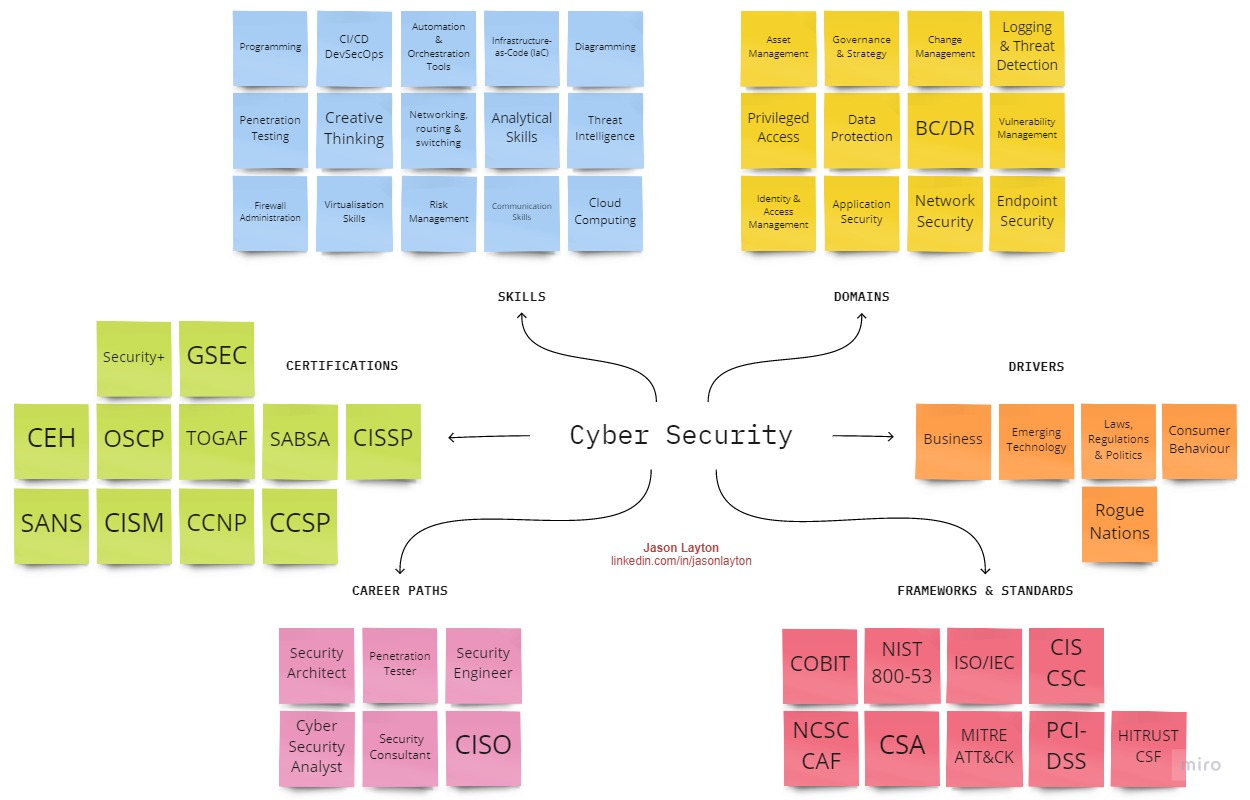 Programming
CI/CD
DevSecOps
Automation
&
Orchestration
Tools
Infrastructure-
as-Code (IaC)
Diagramming
Penetration
Testing
Creative
Thinking
Networking,
routing &
switching
Analytical
Skills
Threat
Intelligence
Firewall
Administration
Virtualisation
Skills
Risk
Management
Communication
Skills
Cloud
Computing
SKILLS
Asset
Management
Governance
& Strategy
Change
Management
Logging
& Threat
Detection
Privileged
Access
Data
Protection
BC/DR
Vulnerability
Management
Identity &
Access
Management
Application
Security
Network
Security
Endpoint
Security
DOMAINS
CERTIFICATIONS
Security+
GSEC
CEH
OSCP
TOGAF
SABSA
CISSP
SANS
CISM
CCNP
CCSP
Cyber Security
DRIVERS
Business
Emerging
Technology
Laws,
Regulations
& Politics
Consumer
Behaviour
Rogue
Nations
Jason Layton
linkedin.com/in/jasonlayton
CAREER PATHS
Security
Architect
Penetration
Tester
Security
Engineer
Cyber
Security
Analyst
Security
Consultant
CISO
FRAMEWORKS & STANDARDS
COBIT
NIST
800-53
ISO/IEC
CIS
CSC
NCSC
CAF
CSA
MITRE
ATT&CK
PCI-
DSS
HITRUST
CSF
miro